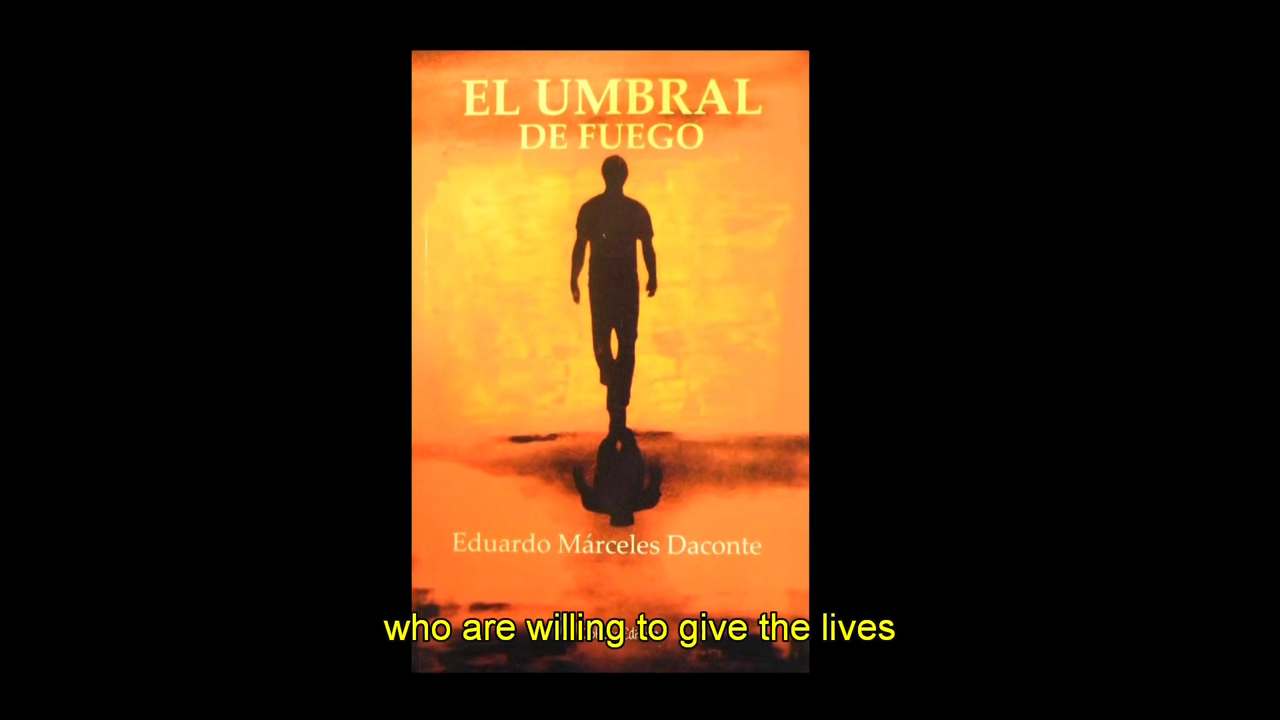 EL UMBRAL
DE FUEGO
Eduardo Márceles Daconte
who are willing to give the lives